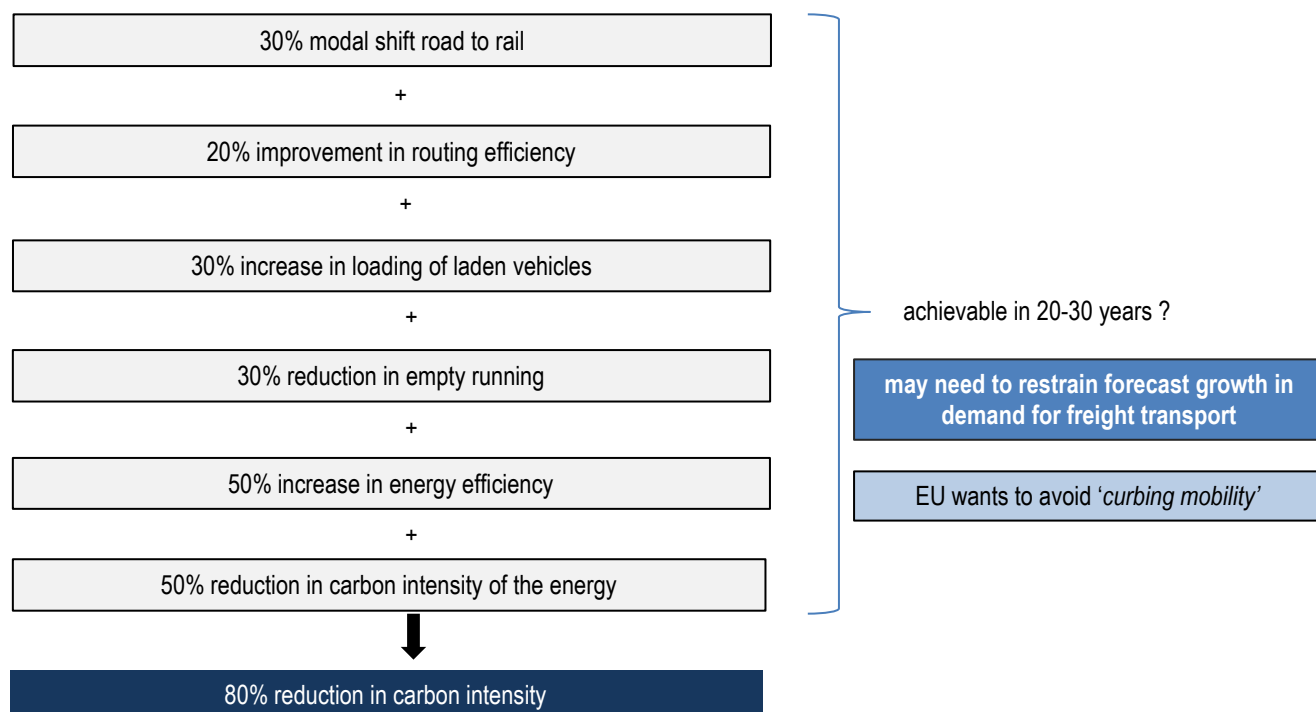 30% modal shift road to rail
+
20% improvement in routing efficiency
+
30% increase in loading of laden vehicles
+
30% reduction in empty running
+
50% increase in energy efficiency
+
50% reduction in carbon intensity of the energy
80% reduction in carbon intensity
achievable in 20-30 years ?
may need to restrain forecast growth in
demand for freight transport
EU wants to avoid ‘curbing mobility’